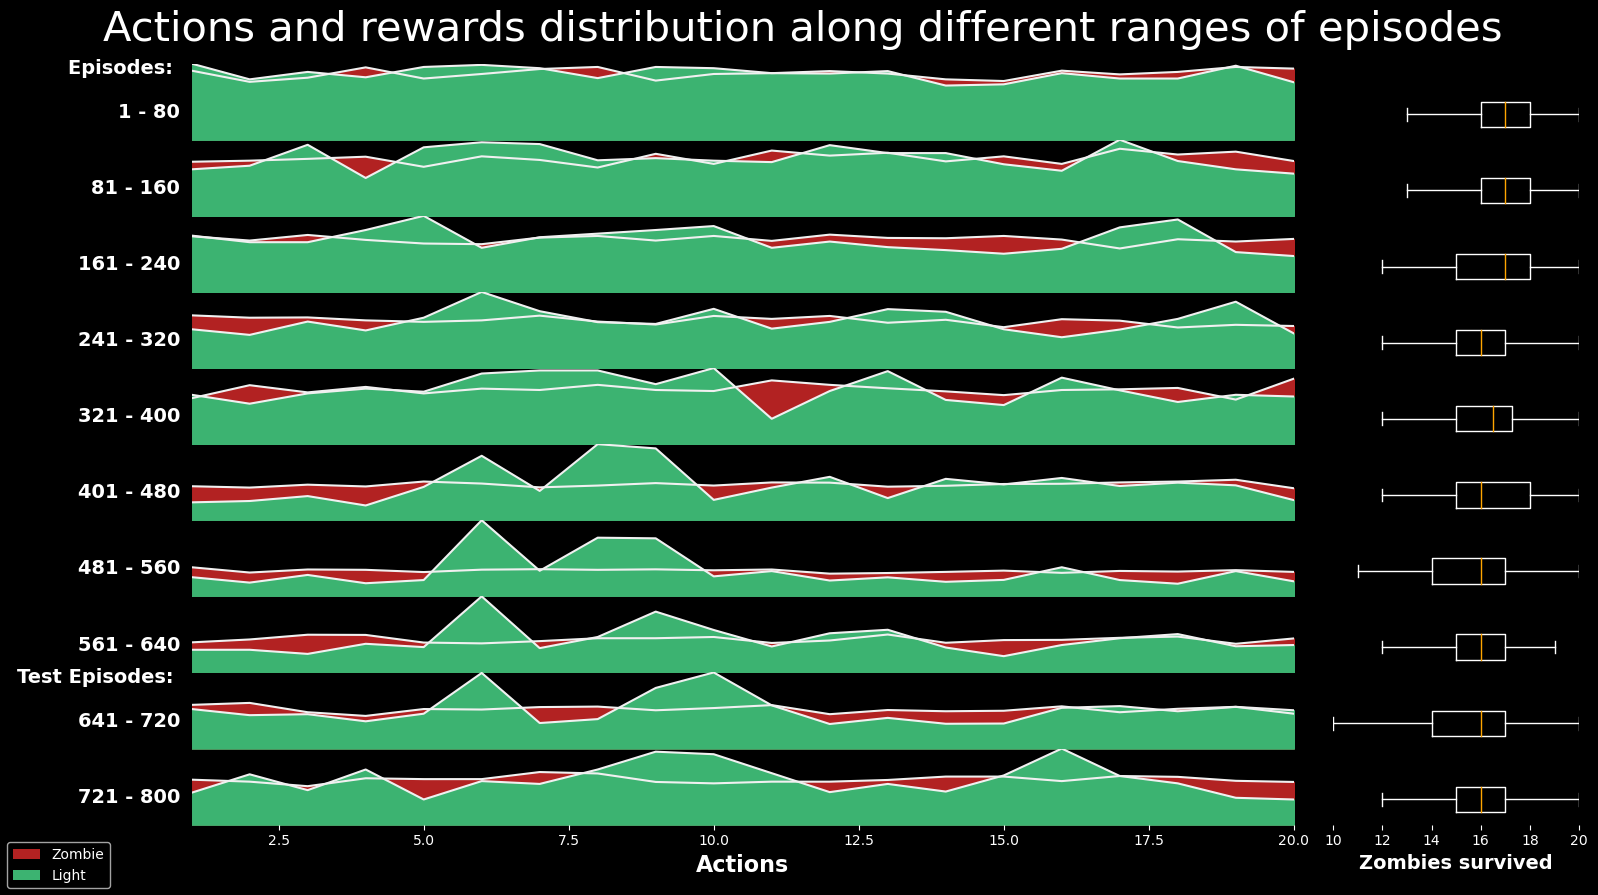 Actions and rewards distribution along different ranges of episodes
Episodes:
1 - 80
81 - 160
161 - 240
241 - 320
321 - 400
401 - 480
481 - 560
561 - 640
Test Episodes:
641 - 720
721 - 800
2.5 5.0 7.5 10.0 12.5 15.0 17.5 20.0 10 12 14 16 18 20
Actions
Zombies survived
Zombie
Light